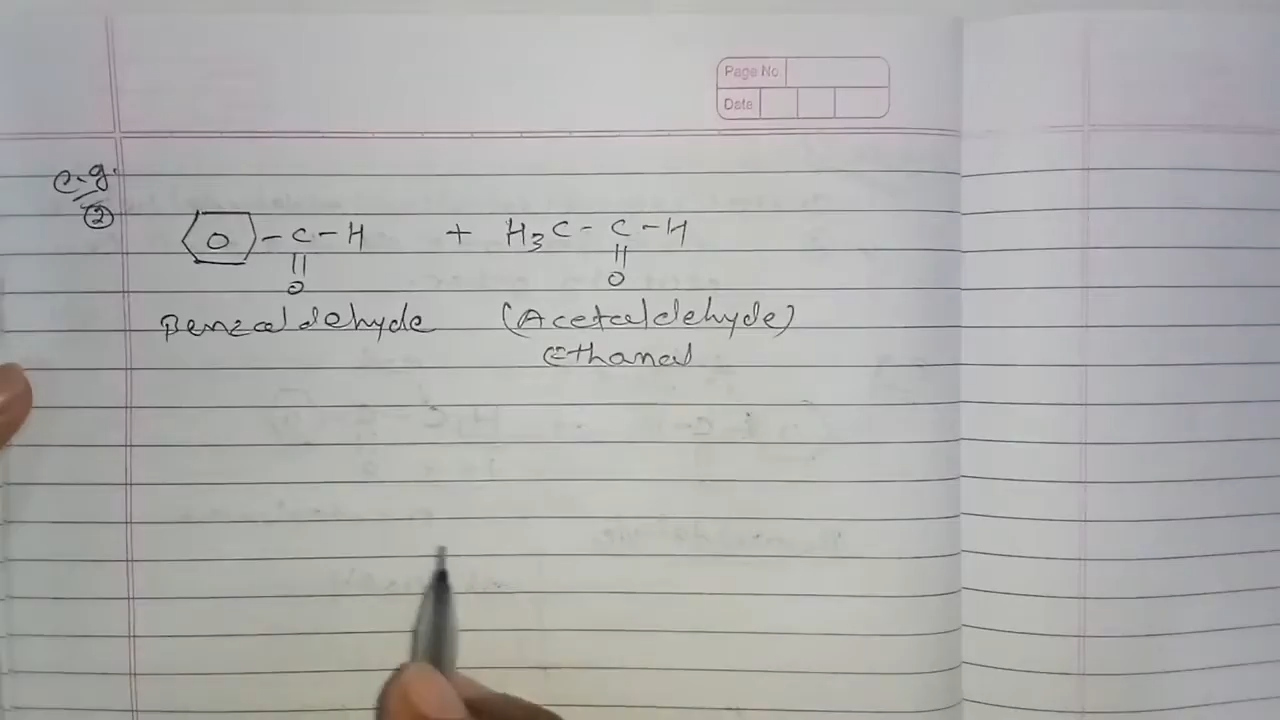 Page No.
Date
e.g.
②
⌬-C-H + H3C-C-H
|| ||
O O
Benzaldehyde (Acetaldehyde)
Ethanal